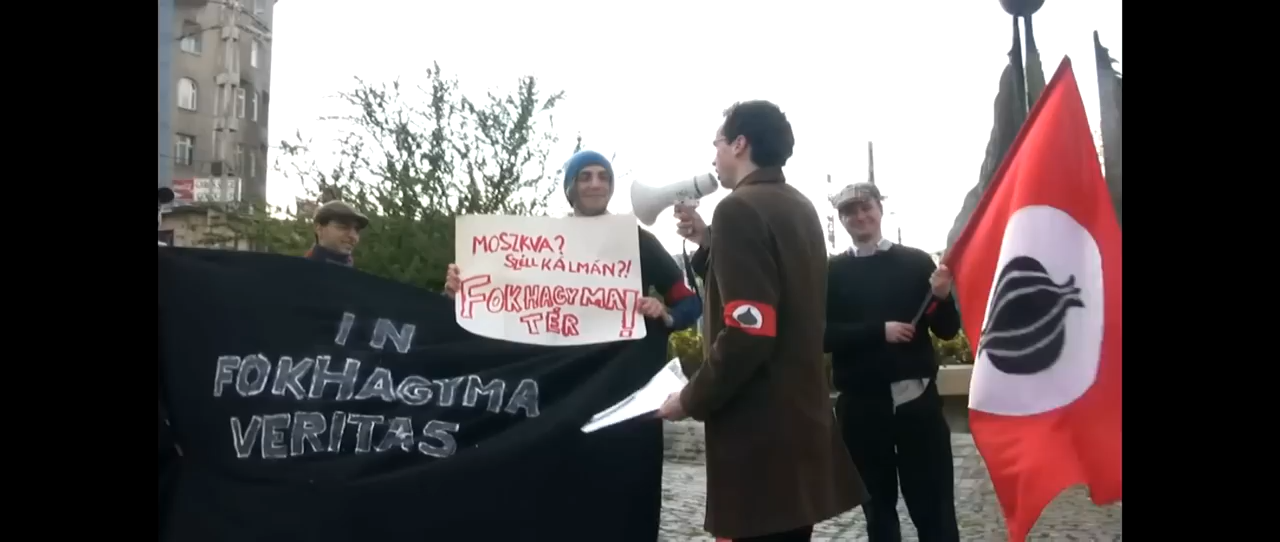 MOSZKVA?
SZÉLL KÁLMÁN?!
FOKHAGYMA
TÉR!
IN
FOKHAGYMA
VERITAS